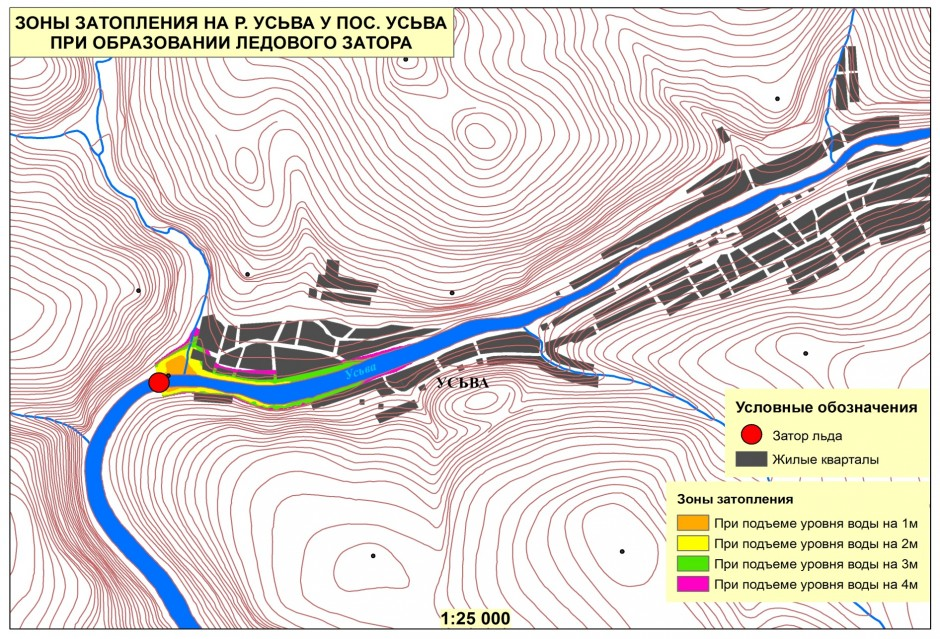 ЗОНЫ ЗАТОПЛЕНИЯ НА Р. УСЬВА У ПОС. УСЬВА
ПРИ ОБРАЗОВАНИИ ЛЕДОВОГО ЗАТОРА
Усьва
УСЬВА
Условные обозначения
Затор льда
Жилые кварталы
Зоны затопления
При подъеме уровня воды на 1м
При подъеме уровня воды на 2м
При подъеме уровня воды на 3м
При подъеме уровня воды на 4м
1:25 000